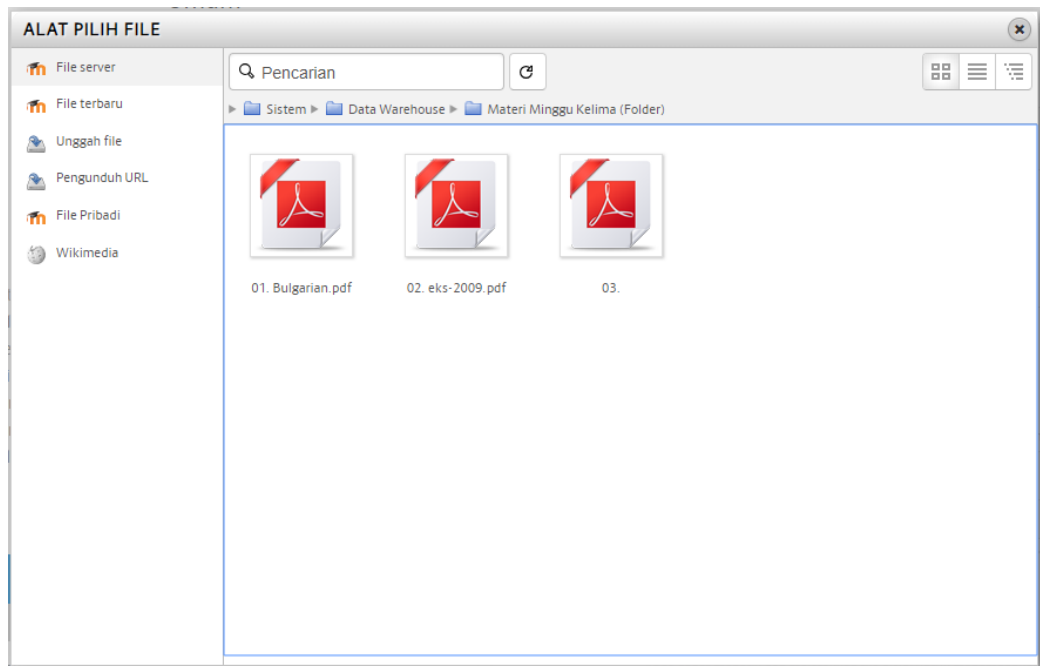 ALAT PILIH FILE
File server
File terbaru
Unggah file
Pengunduh URL
File Pribadi
Wikimedia
Pencarian
Sistem Data Warehouse Materi Minggu Kelima (Folder)
01. Bulgarian.pdf
02. eks-2009.pdf
03.